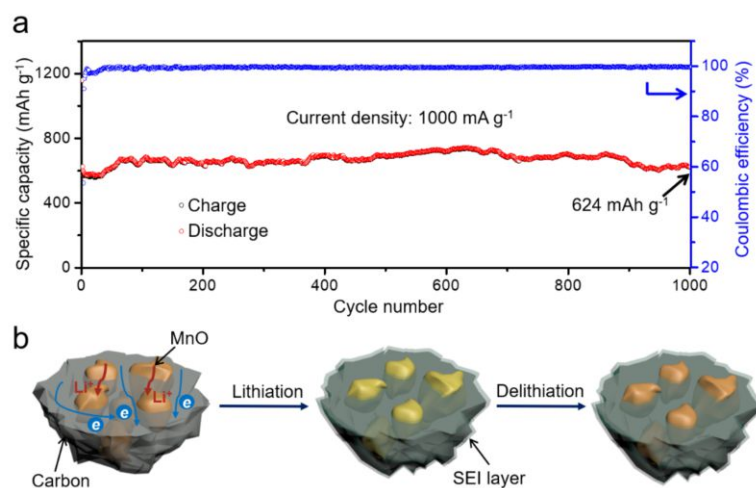 a
Specific capacity (mAh g⁻¹)
1200
800
400
0
Current density: 1000 mA g⁻¹
Charge
Discharge
624 mAh g⁻¹
100
80
60
40
20
Coulombic efficiency (%)
0
200
400
600
800
1000
Cycle number
b
MnO
Li⁺
Li⁺
e
e
e
Carbon
Lithiation
SEI layer
Delithiation